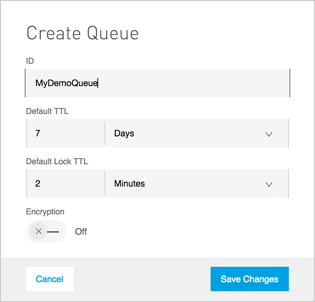 Create Queue
ID
MyDemoQueue
Default TTL
7 Days
Default Lock TTL
2 Minutes
Encryption
Off
Cancel Save Changes